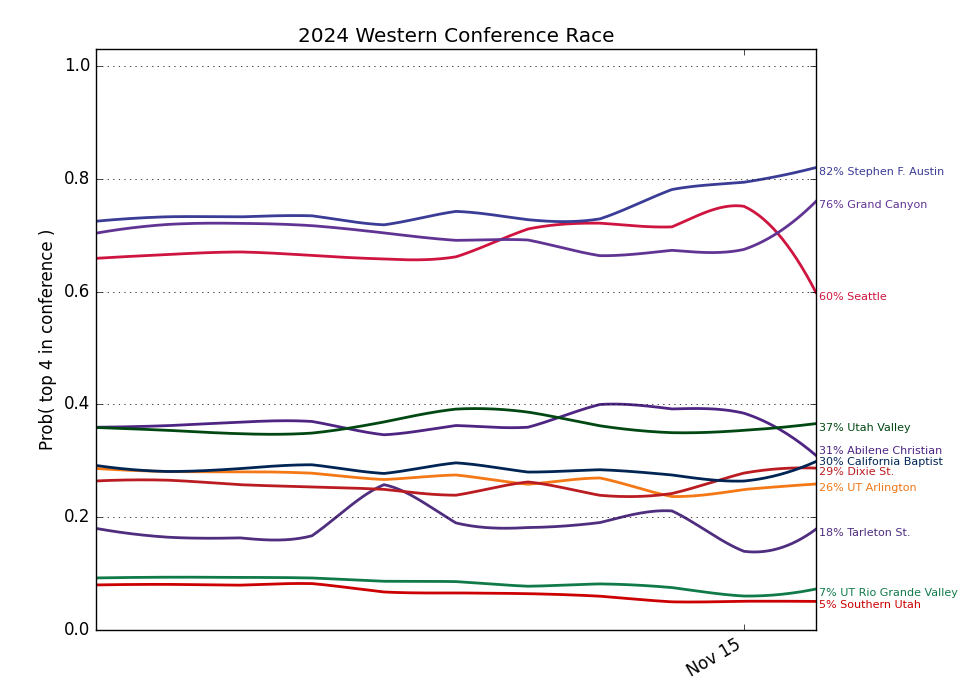 2024 Western Conference Race
Prob( top 4 in conference )
1.0
0.8
0.6
0.4
0.2
0.0
82% Stephen F. Austin
76% Grand Canyon
60% Seattle
37% Utah Valley
31% Abilene Christian
30% California Baptist
29% Dixie St.
26% UT Arlington
18% Tarleton St.
7% UT Rio Grande Valley
5% Southern Utah
Nov 15